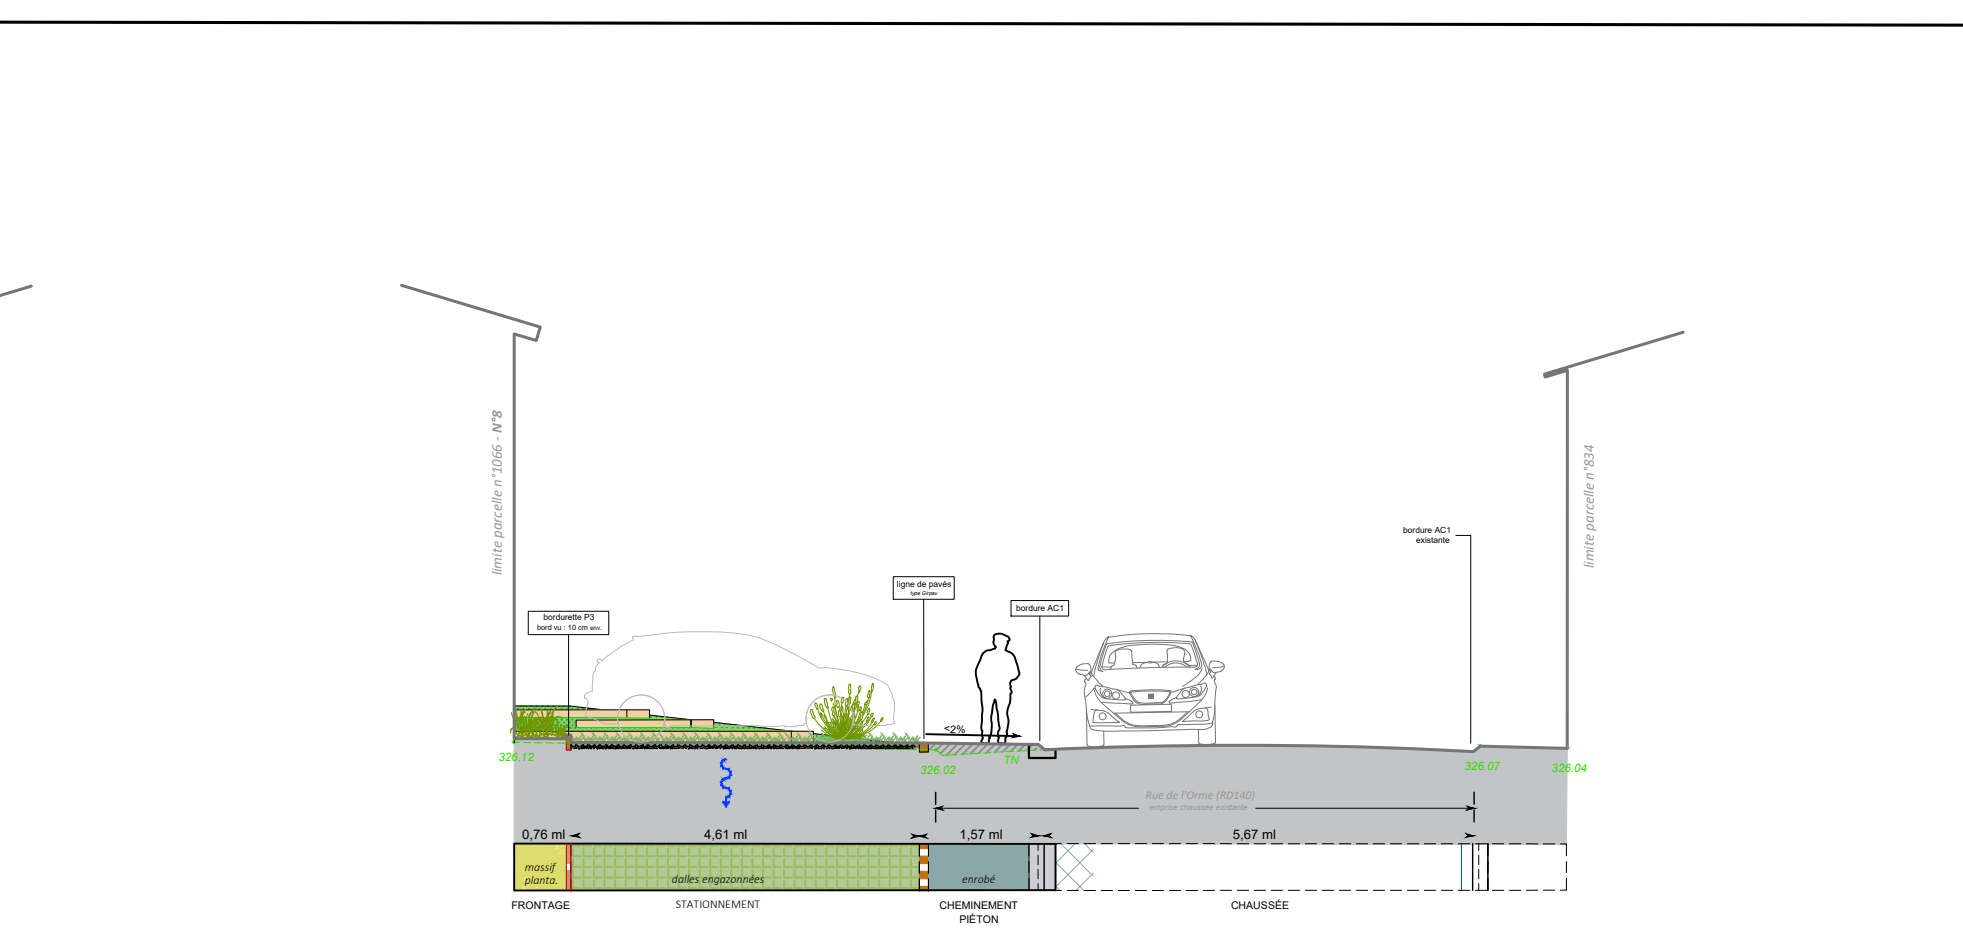 limite parcelle n°1066 - N°8
limite parcelle n°834
bordure AC1
existante
ligne de pavés
type Girpav
bordure AC1
bordurette P3
bord vu : 10 cm env.
<2%
326.12
326.02
TN
326.07
326.04
Rue de l'Orme (RD140)
emprise chaussée existante
0,76 ml
4,61 ml
1,57 ml
5,67 ml
massif
planta.
dalles engazonnées
enrobé
FRONTAGE
STATIONNEMENT
CHEMINEMENT
PIÉTON
CHAUSSÉE